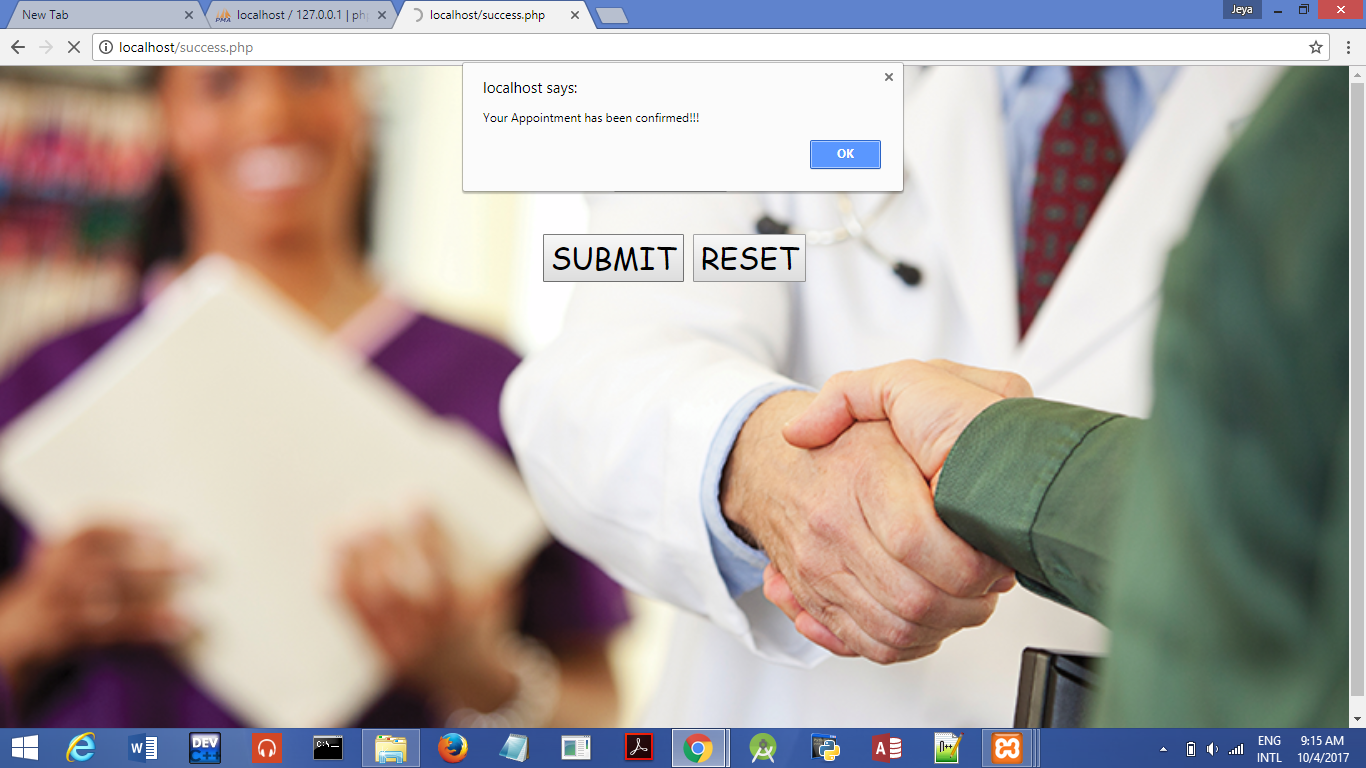 New Tab
localhost / 127.0.0.1 | ph
localhost/success.php
Jeya
localhost/success.php
localhost says:
Your Appointment has been confirmed!!!
OK
SUBMIT RESET
ENG
INTL
9:15 AM
10/4/2017